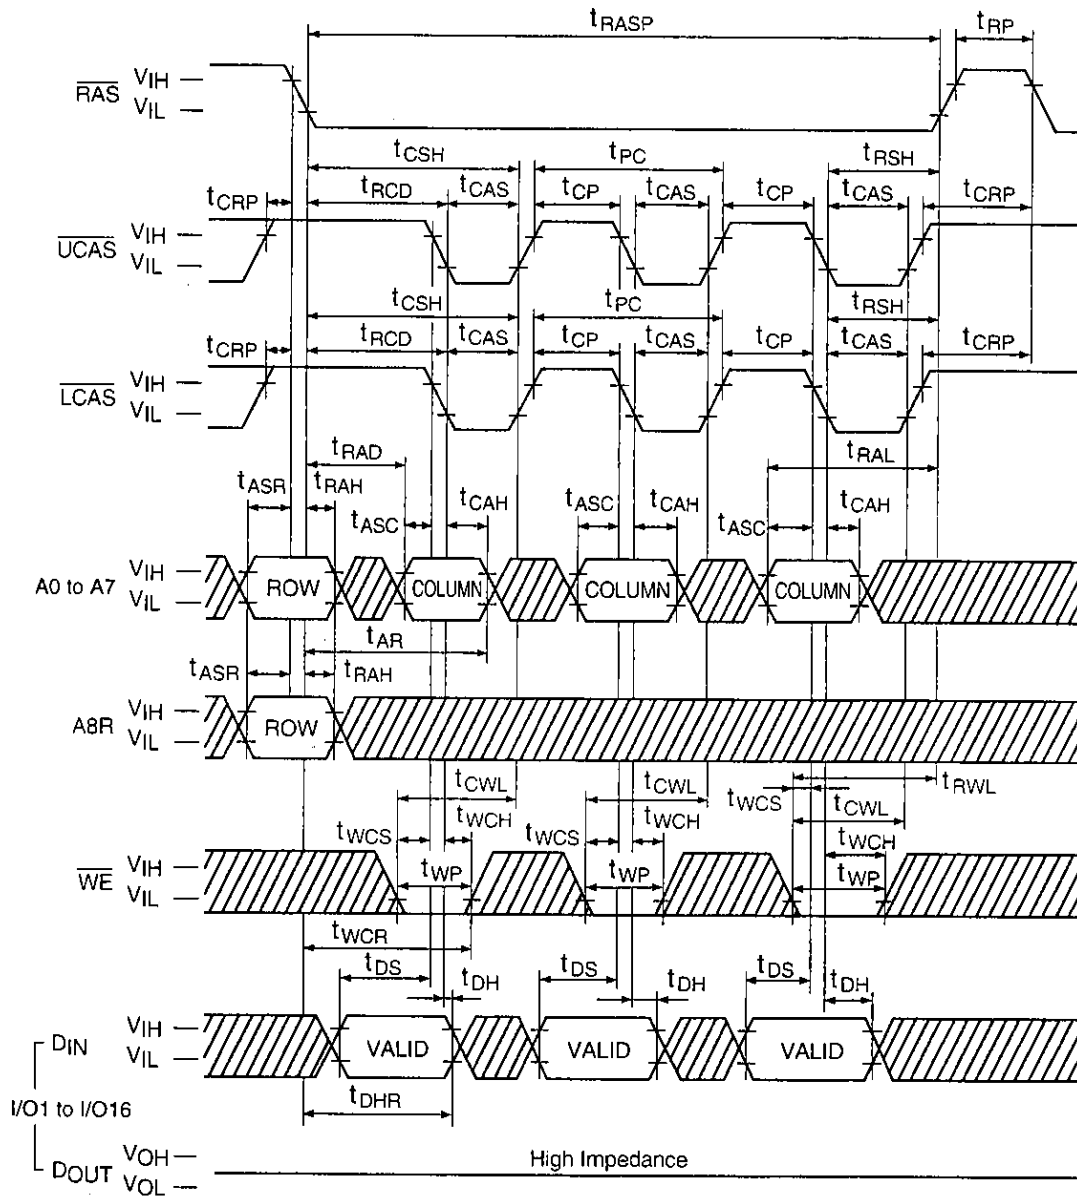 tRASP tRP
RAS VIH
VIL
tCSH tPC tRSH
tCRP tRCD tCAS tCP tCAS tCP tCAS tCRP
UCAS VIH
VIL
tCSH tPC tRSH
tCRP tRCD tCAS tCP tCAS tCP tCAS tCRP
LCAS VIH
VIL
tRAD tRAL
tASR tRAH tCAH tASC tCAH tCAH
tASC tASC
A0 to A7 VIH
VIL
ROW COLUMN COLUMN COLUMN
tAR
tASR tRAH
A8R VIH
VIL
ROW
tCWL tCWL tWCS tRWL
tCWL
tWCS tWCH tWCS tWCH tWCH
WE VIH
VIL
tWP tWP tWP
tWCR
tDS tDH tDS tDH tDS tDH
DIN VIH
VIL
VALID VALID VALID
I/O1 to I/O16
tDHR
DOUT VOH
VOL
High Impedance